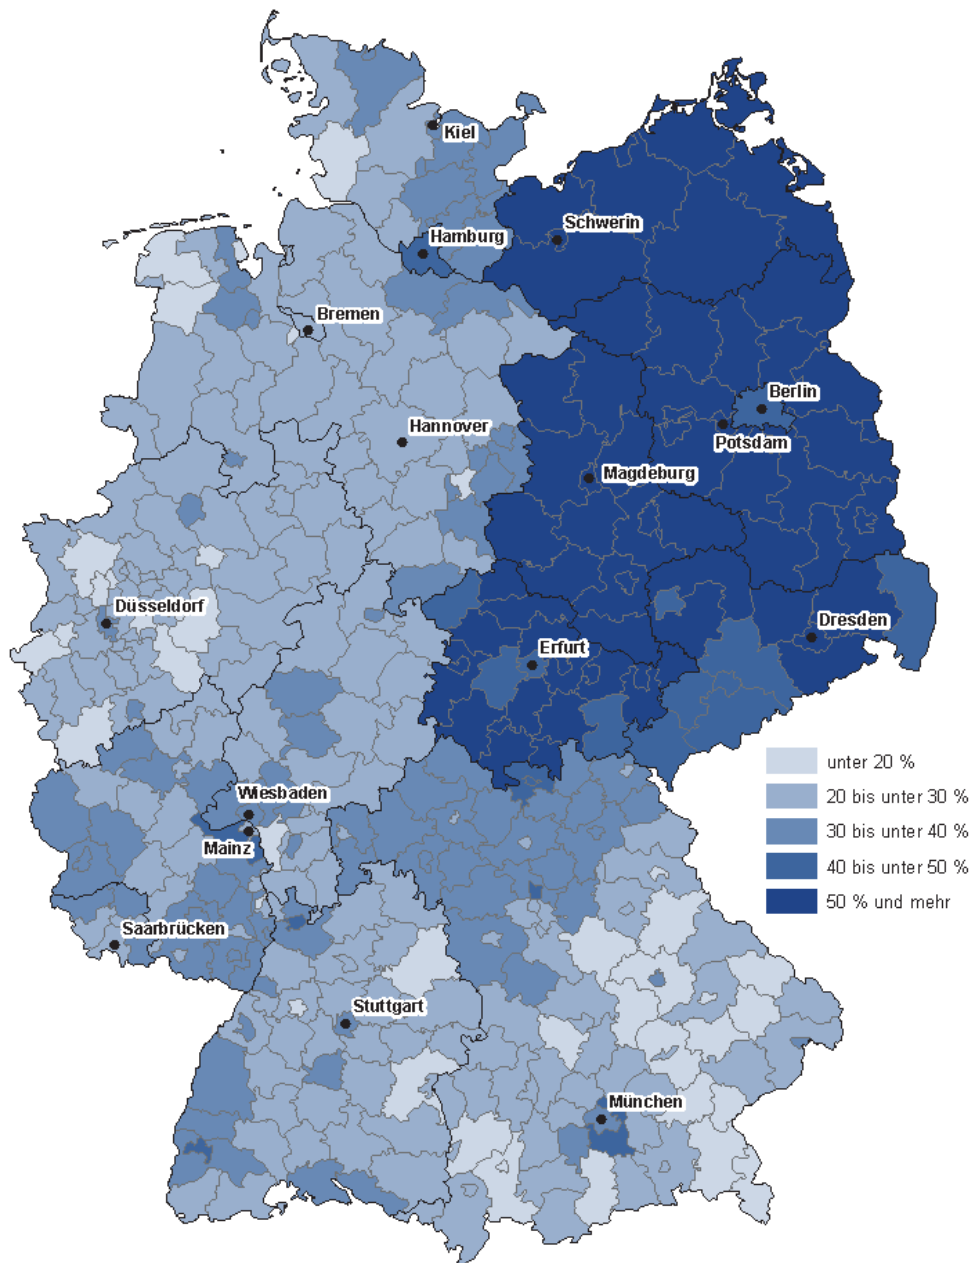 Kiel
Schwerin
Hamburg
Bremen
Berlin
Hannover
Potsdam
Magdeburg
Düsseldorf
Dresden
Erfurt
Wiesbaden
Mainz
Saarbrücken
Stuttgart
München
unter 20 %
20 bis unter 30 %
30 bis unter 40 %
40 bis unter 50 %
50 % und mehr